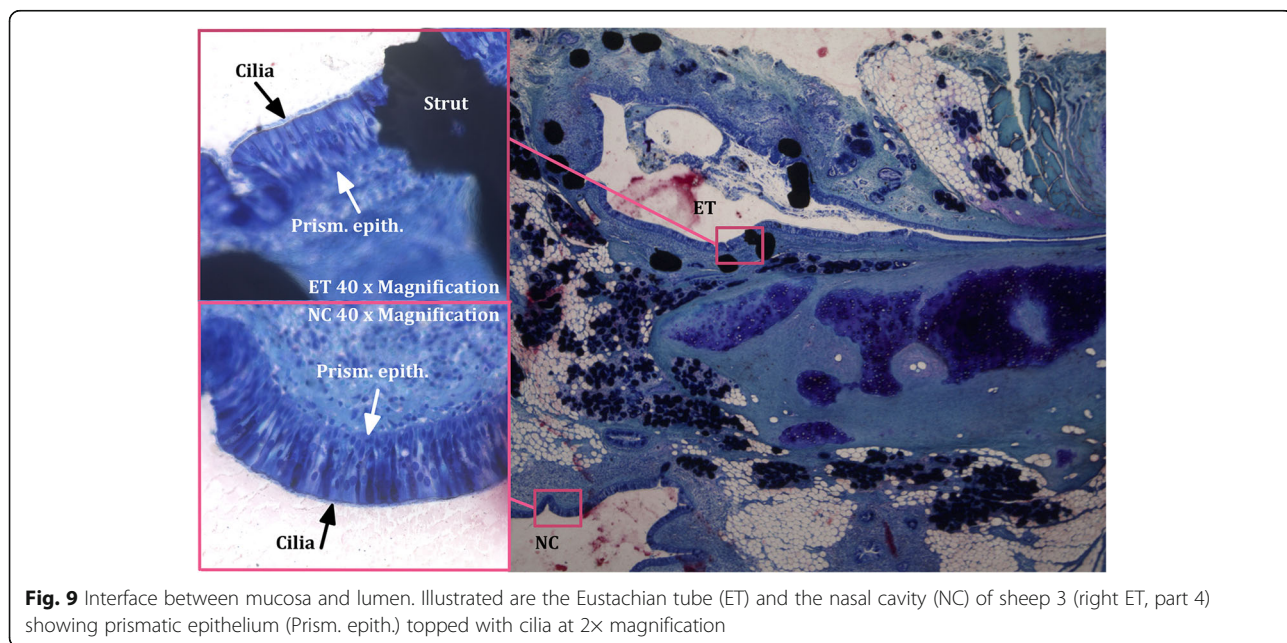 Cilia
Strut
Prism. epith.
ET 40 x Magnification
NC 40 x Magnification
Prism. epith.
Cilia
ET
NC
Fig. 9 Interface between mucosa and lumen. Illustrated are the Eustachian tube (ET) and the nasal cavity (NC) of sheep 3 (right ET, part 4)
showing prismatic epithelium (Prism. epith.) topped with cilia at 2× magnification